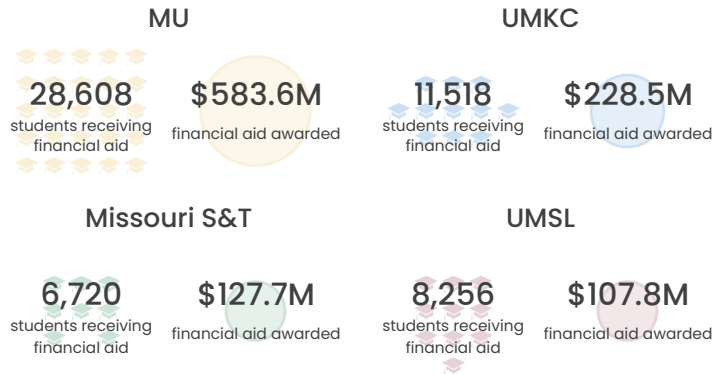 MU
28,608
students receiving
financial aid
$583.6M
financial aid awarded
UMKC
11,518
students receiving
financial aid
$228.5M
financial aid awarded
Missouri S&T
6,720
students receiving
financial aid
$127.7M
financial aid awarded
UMSL
8,256
students receiving
financial aid
$107.8M
financial aid awarded